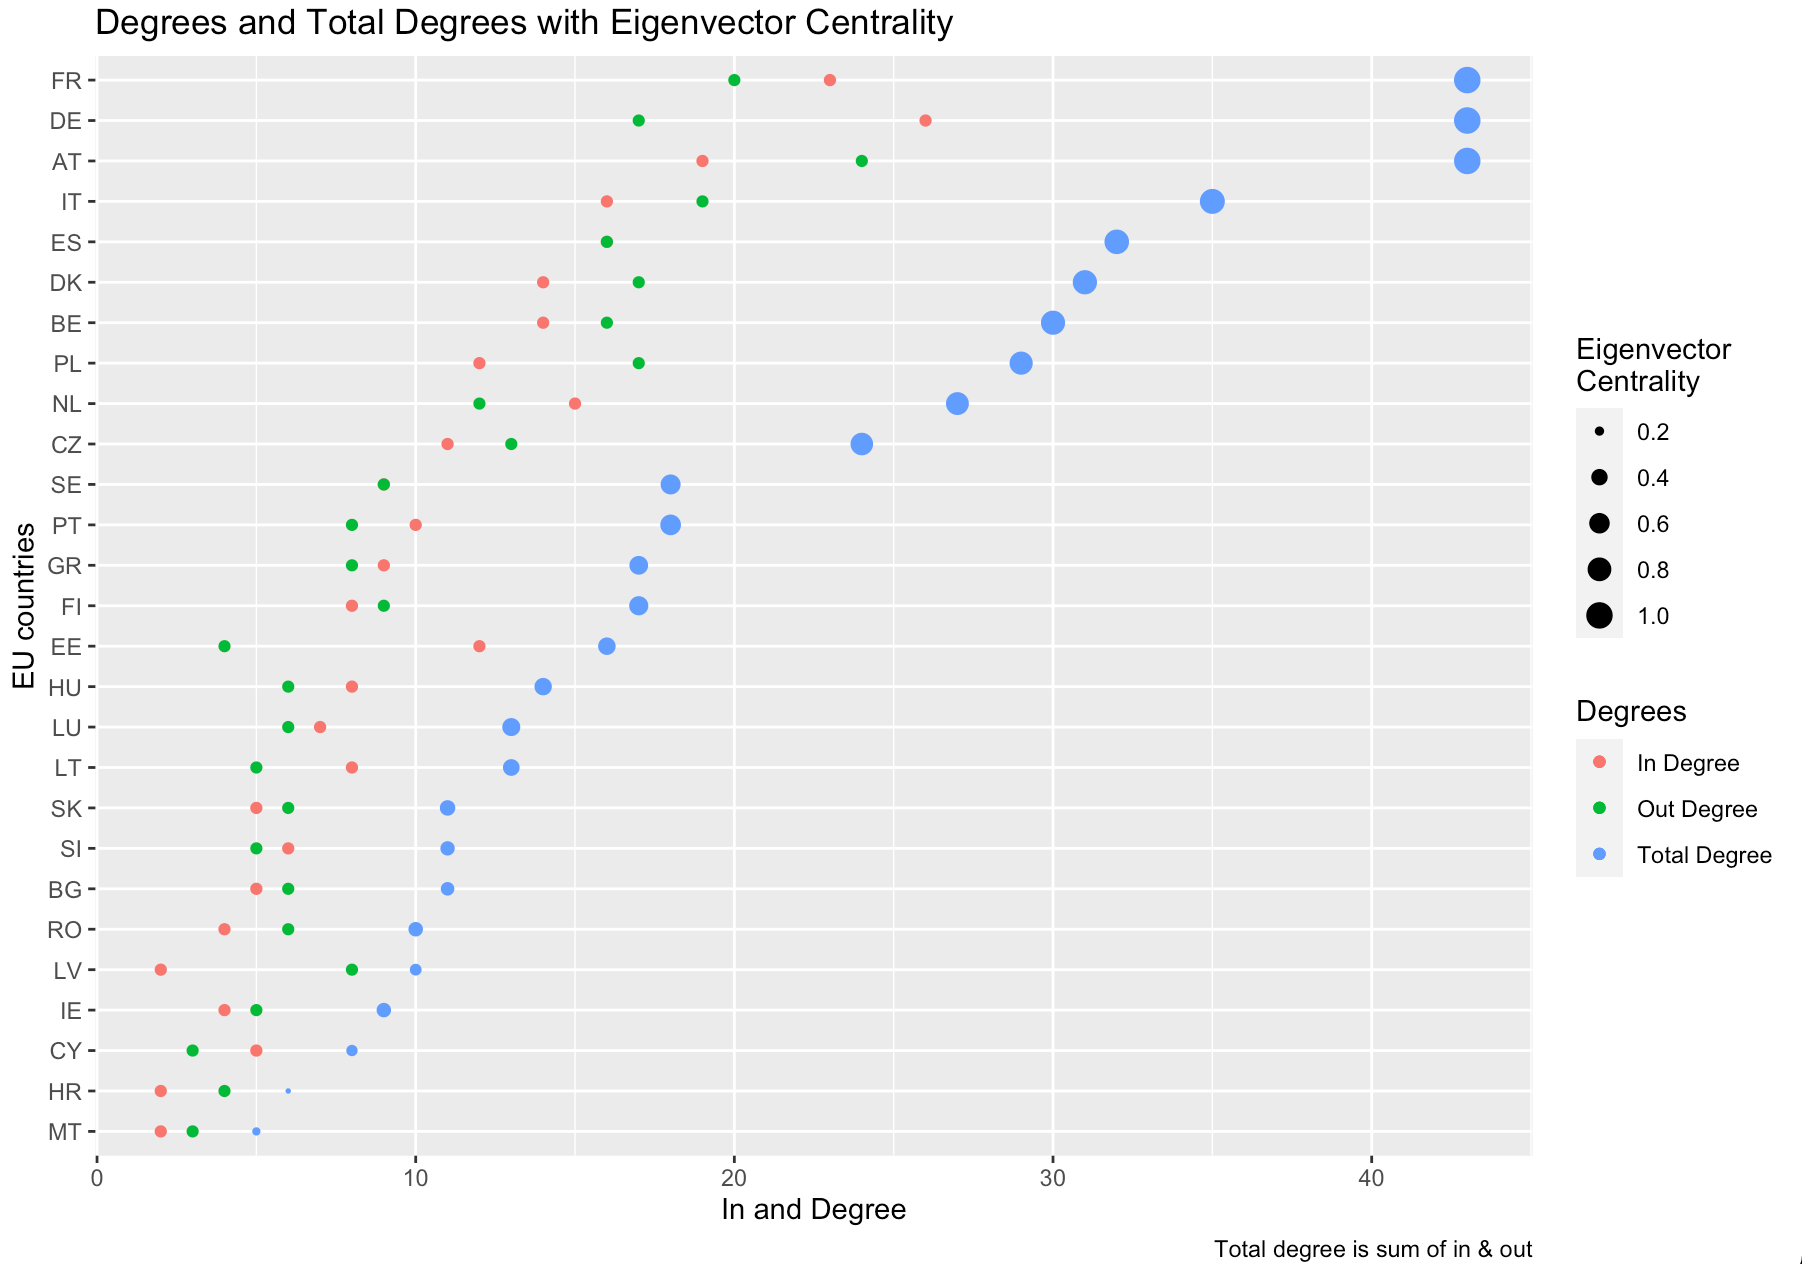 Degrees and Total Degrees with Eigenvector Centrality
EU countries
FR
DE
AT
IT
ES
DK
BE
PL
NL
CZ
SE
PT
GR
FI
EE
HU
LU
LT
SK
SI
BG
RO
LV
IE
CY
HR
MT
0 10 20 30 40
In and Degree
Total degree is sum of in & out
Eigenvector
Centrality
0.2
0.4
0.6
0.8
1.0
Degrees
In Degree
Out Degree
Total Degree